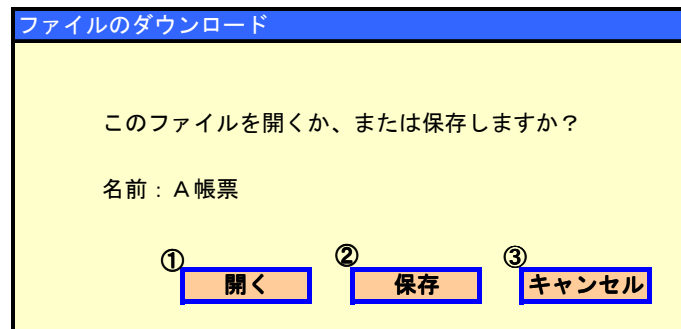 ファイルのダウンロード
このファイルを開くか、または保存しますか？
名前：Ａ帳票
① ② ③
開く 保存 キャンセル